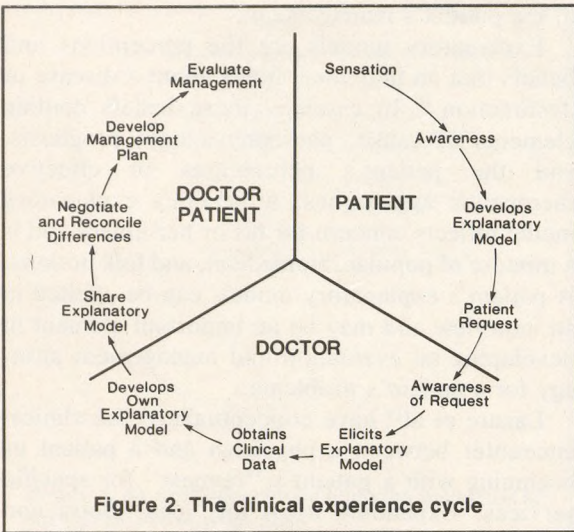 Evaluate
Management
Sensation
Develop
Management
Plan
Awareness
DOCTOR
PATIENT
PATIENT
Negotiate
and Reconcile
Differences
Develops
Explanatory
Model
Share
Explanatory
Model
Patient
Request
DOCTOR
Develops
Own
Explanatory
Model
Obtains
Clinical
Data
Elicits
Explanatory
Model
Awareness
of Request
Figure 2. The clinical experience cycle.